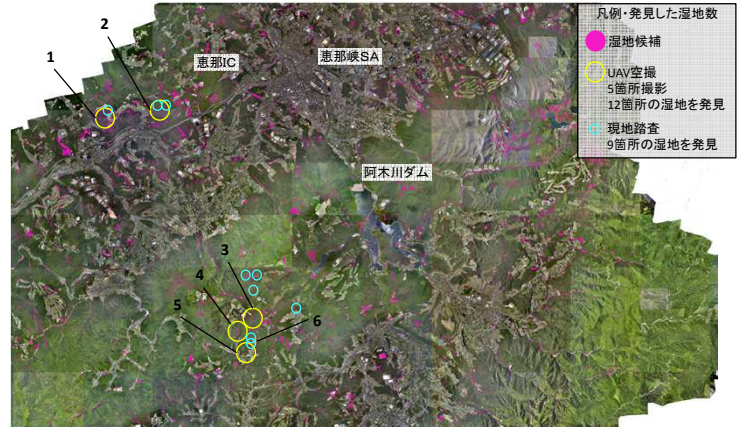 凡例・発見した湿地数
湿地候補
UAV空撮
5箇所撮影
12箇所の湿地を発見
現地踏査
9箇所の湿地を発見
恵那IC
恵那峡SA
阿木川ダム
1
2
3
4
5
6